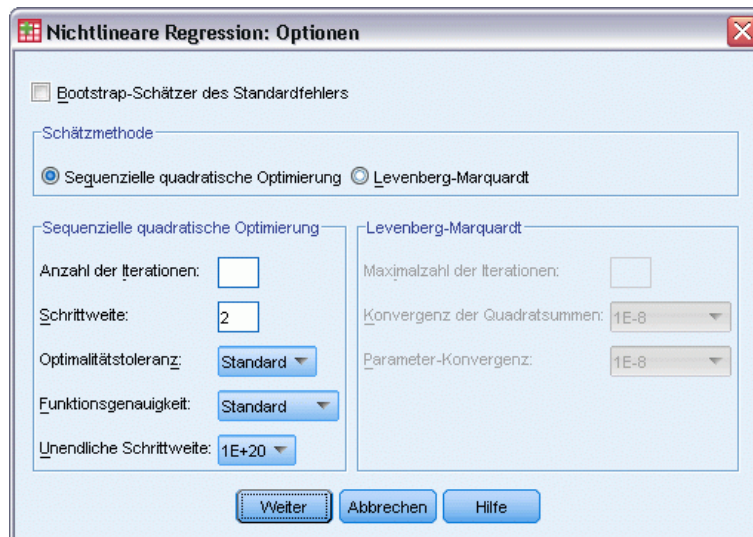 Nichtlineare Regression: Optionen
Bootstrap-Schätzer des Standardfehlers
Schätzmethode
Sequenzielle quadratische Optimierung Levenberg-Marquardt
Sequenzielle quadratische Optimierung
Anzahl der Iterationen:
Schrittweite: 2
Optimalitätstoleranz: Standard
Funktionsgenauigkeit: Standard
Unendliche Schrittweite: 1E+20
Levenberg-Marquardt
Maximalzahl der Iterationen:
Konvergenz der Quadratsummen: 1E-8
Parameter-Konvergenz: 1E-8
Weiter Abbrechen Hilfe